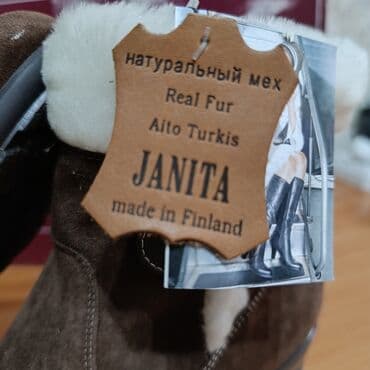 натуральный мех
Real Fur
Aito Turkis
JANITA
made in Finland